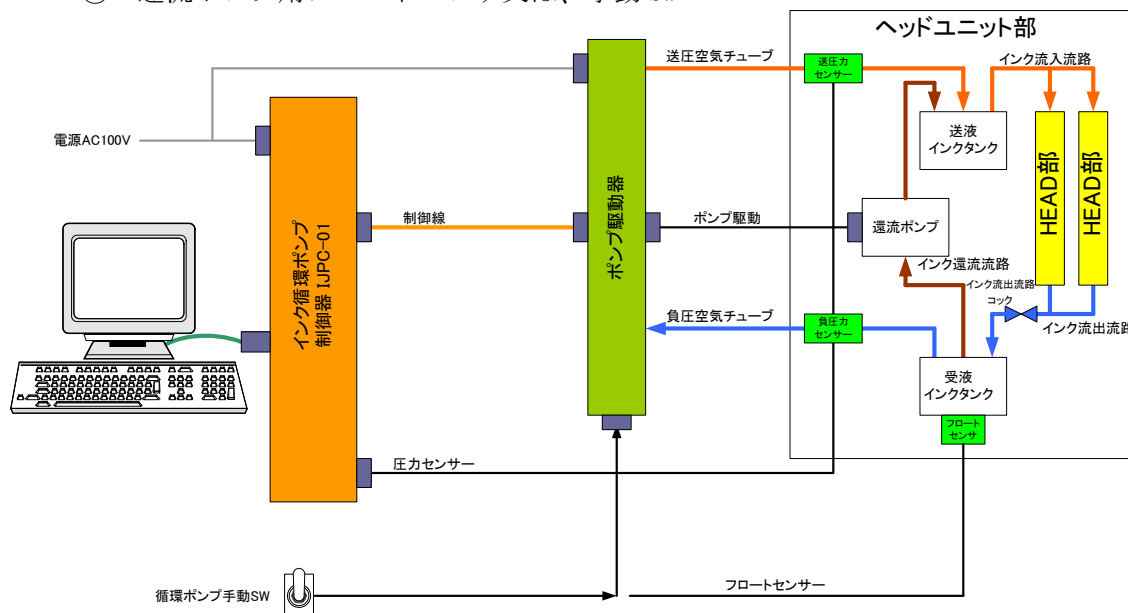 ヘッドユニット部
送圧空気チューブ
送圧力
センサー
インク流入流路
電源AC100V
送液
インクタンク
HEAD部
HEAD部
インク循環ポンプ
制御器 IJPC-01
制御線
ポンプ駆動器
ポンプ駆動
還流ポンプ
インク還流流路
インク流出流路
コック
インク流出流路
負圧空気チューブ
負圧力
センサー
受液
インクタンク
フロート
センサ
圧力センサー
循環ポンプ手動SW
フロートセンサー